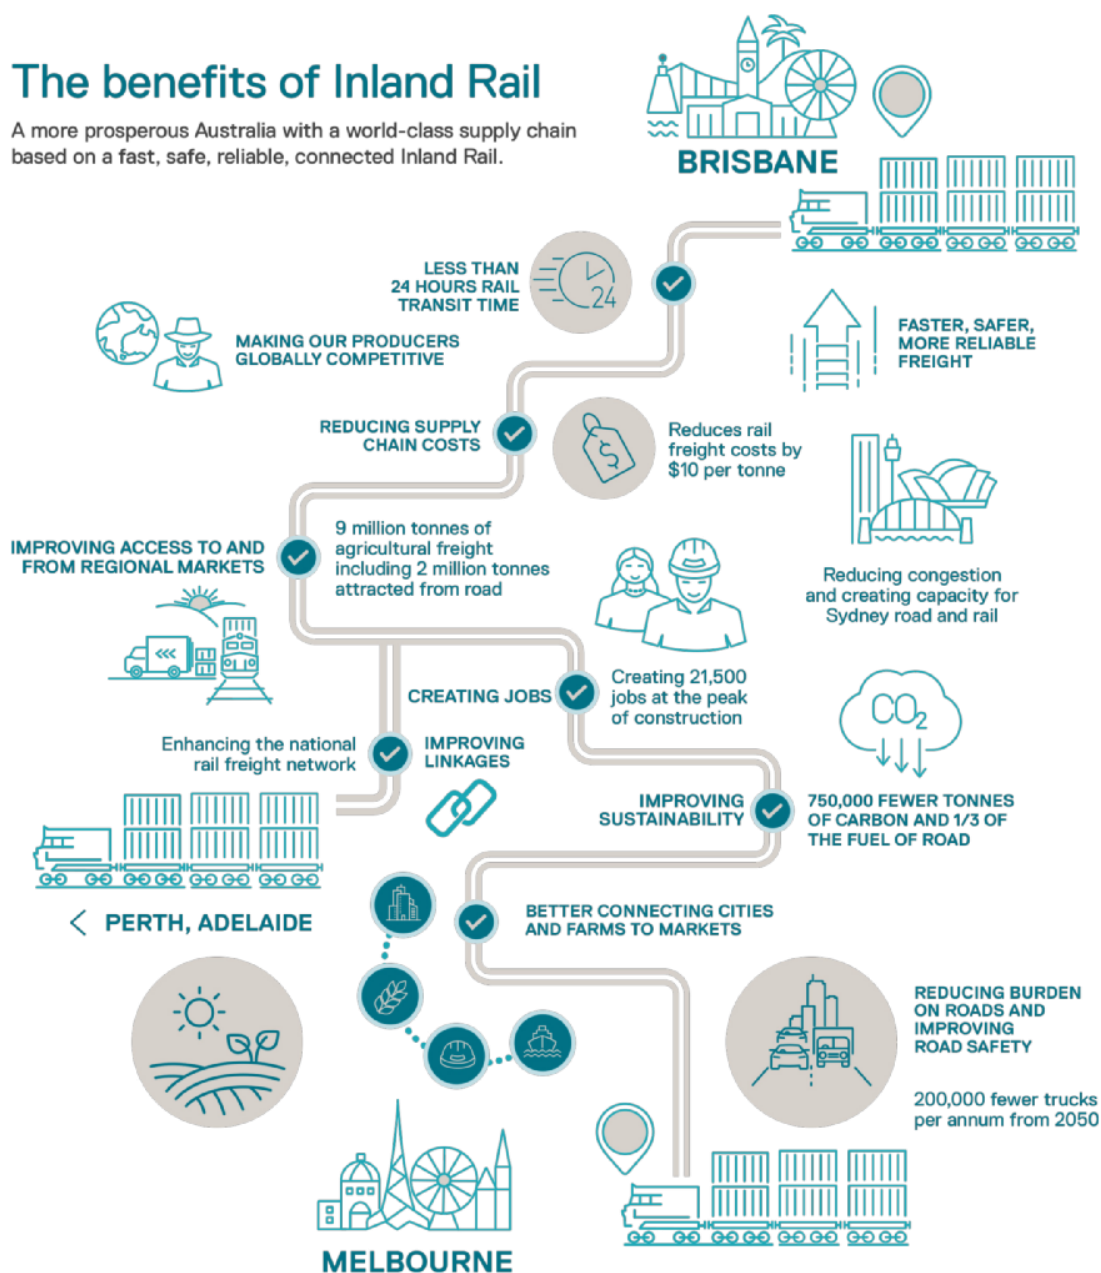 The benefits of Inland Rail
A more prosperous Australia with a world-class supply chain
based on a fast, safe, reliable, connected Inland Rail.
BRISBANE
LESS THAN
24 HOURS RAIL
TRANSIT TIME
24
MAKING OUR PRODUCERS
GLOBALLY COMPETITIVE
FASTER, SAFER,
MORE RELIABLE
FREIGHT
REDUCING SUPPLY
CHAIN COSTS
$
Reduces rail
freight costs by
$10 per tonne
IMPROVING ACCESS TO AND
FROM REGIONAL MARKETS
9 million tonnes of
agricultural freight
including 2 million tonnes
attracted from road
Reducing congestion
and creating capacity for
Sydney road and rail
CREATING JOBS
Creating 21,500
jobs at the peak
of construction
CO2
Enhancing the national
rail freight network
IMPROVING
LINKAGES
IMPROVING
SUSTAINABILITY
750,000 FEWER TONNES
OF CARBON AND 1/3 OF
THE FUEL OF ROAD
< PERTH, ADELAIDE
BETTER CONNECTING CITIES
AND FARMS TO MARKETS
REDUCING BURDEN
ON ROADS AND
IMPROVING
ROAD SAFETY
200,000 fewer trucks
per annum from 2050
MELBOURNE